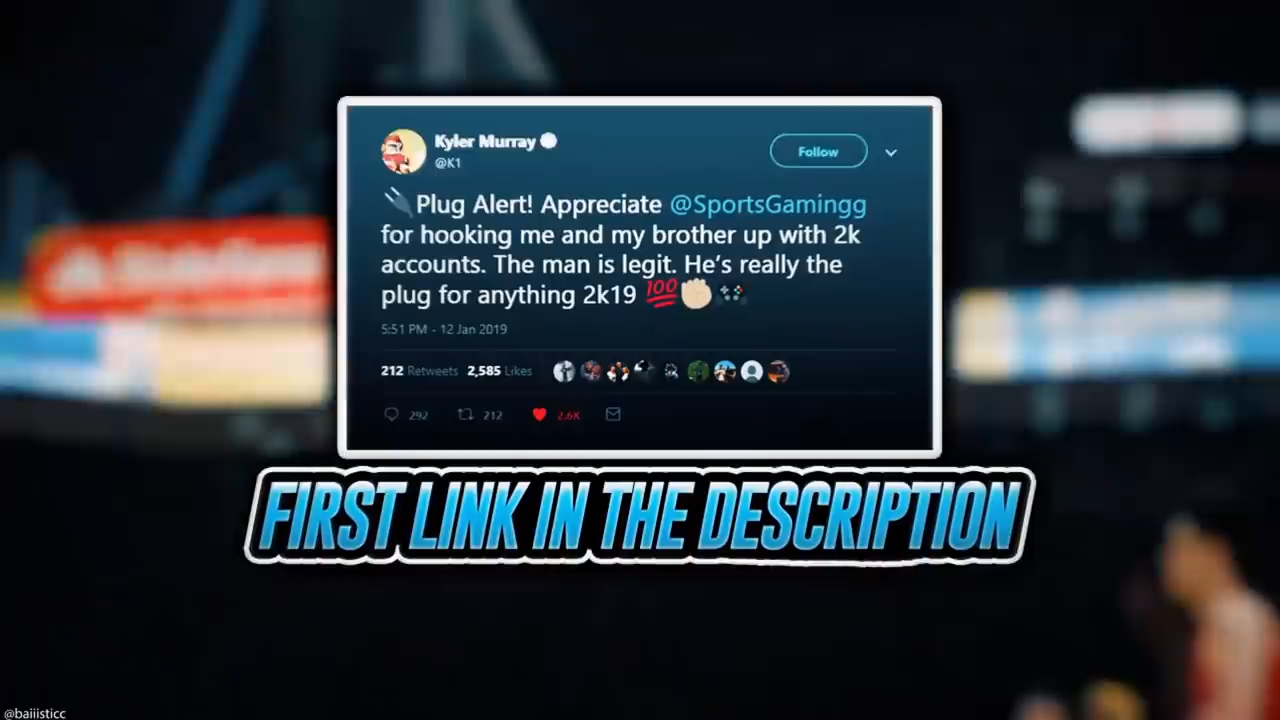 Kyler Murray
@K1
Follow
Plug Alert! Appreciate @SportsGamingg
for hooking me and my brother up with 2k
accounts. The man is legit. He's really the
plug for anything 2k19 💯✊🏼🎮
5:51 PM - 12 Jan 2019
212 Retweets 2,585 Likes
292 212 2.6K
FIRST LINK IN THE DESCRIPTION
@baiiisticc